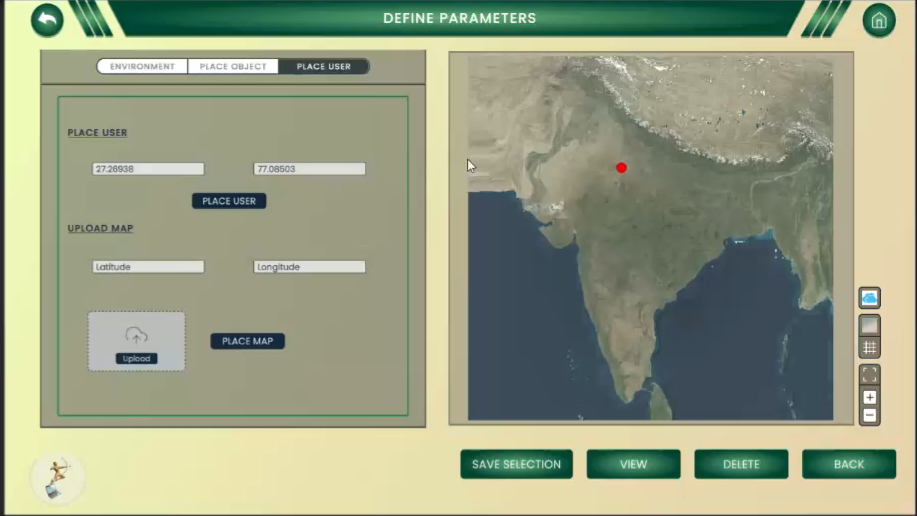 DEFINE PARAMETERS
ENVIRONMENT
PLACE OBJECT
PLACE USER
PLACE USER
27.26938
77.08503
PLACE USER
UPLOAD MAP
Latitude
Longitude
Upload
PLACE MAP
+
−
SAVE SELECTION
VIEW
DELETE
BACK